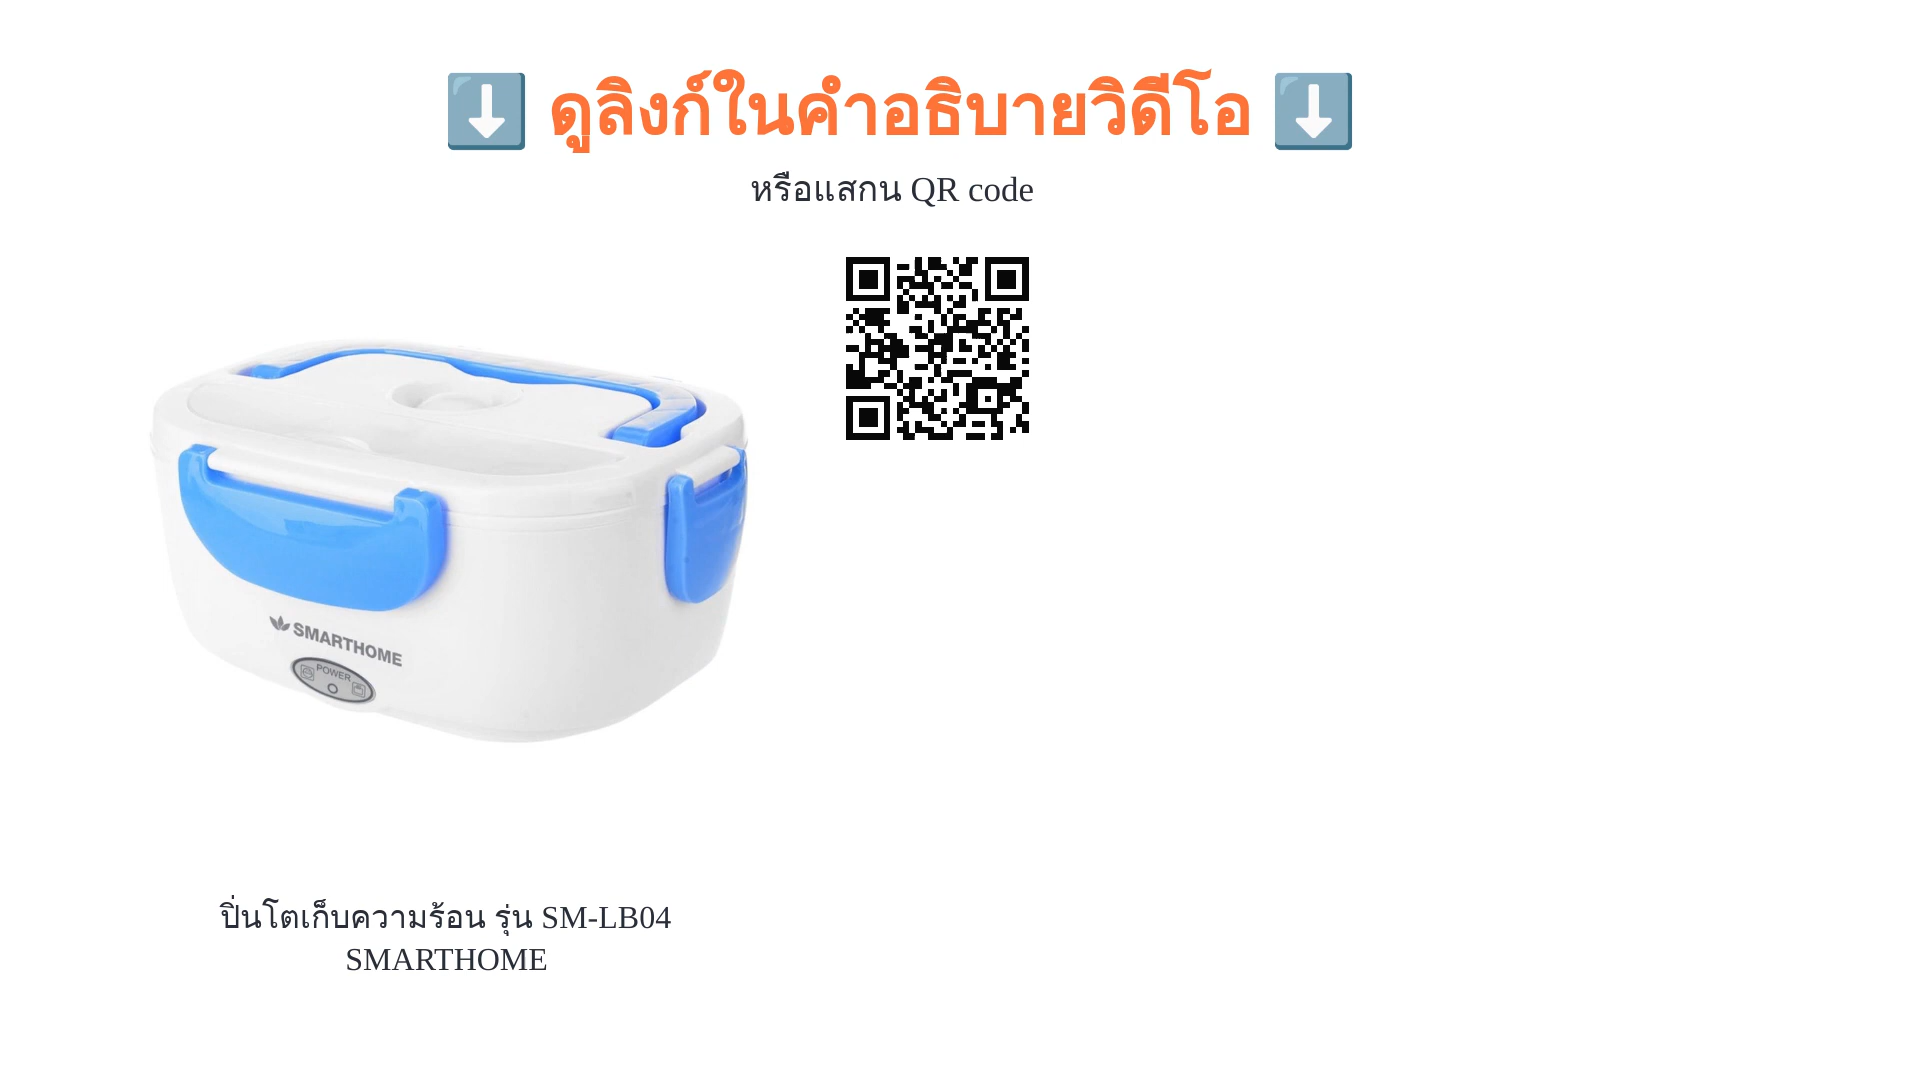 ⬇️ ดูลิงก์ในคำอธิบายวิดีโอ ⬇️
หรือแสกน QR code
SMARTHOME
POWER
ปิ่นโตเก็บความร้อน รุ่น SM-LB04
SMARTHOME